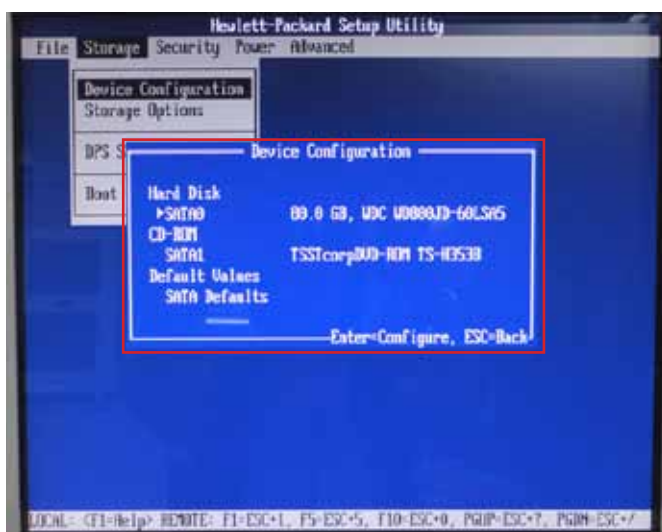 Hewlett-Packard Setup Utility
File Storage Security Power Advanced
Device Configuration
Storage Options
DPS S
Boot
Device Configuration
Hard Disk
▶SATA0 80.0 GB, WDC WD800JD-60LSA5
CD-ROM
SATA1 TSSTcorpDVD-ROM TS-H353B
Default Values
SATA Defaults
Enter=Configure, ESC=Back
LOCAL: <F1=Help> REMOTE: F1=ESC+1, F5=ESC+5, F10=ESC+0, PGUP=ESC+?, PGDN=ESC+/